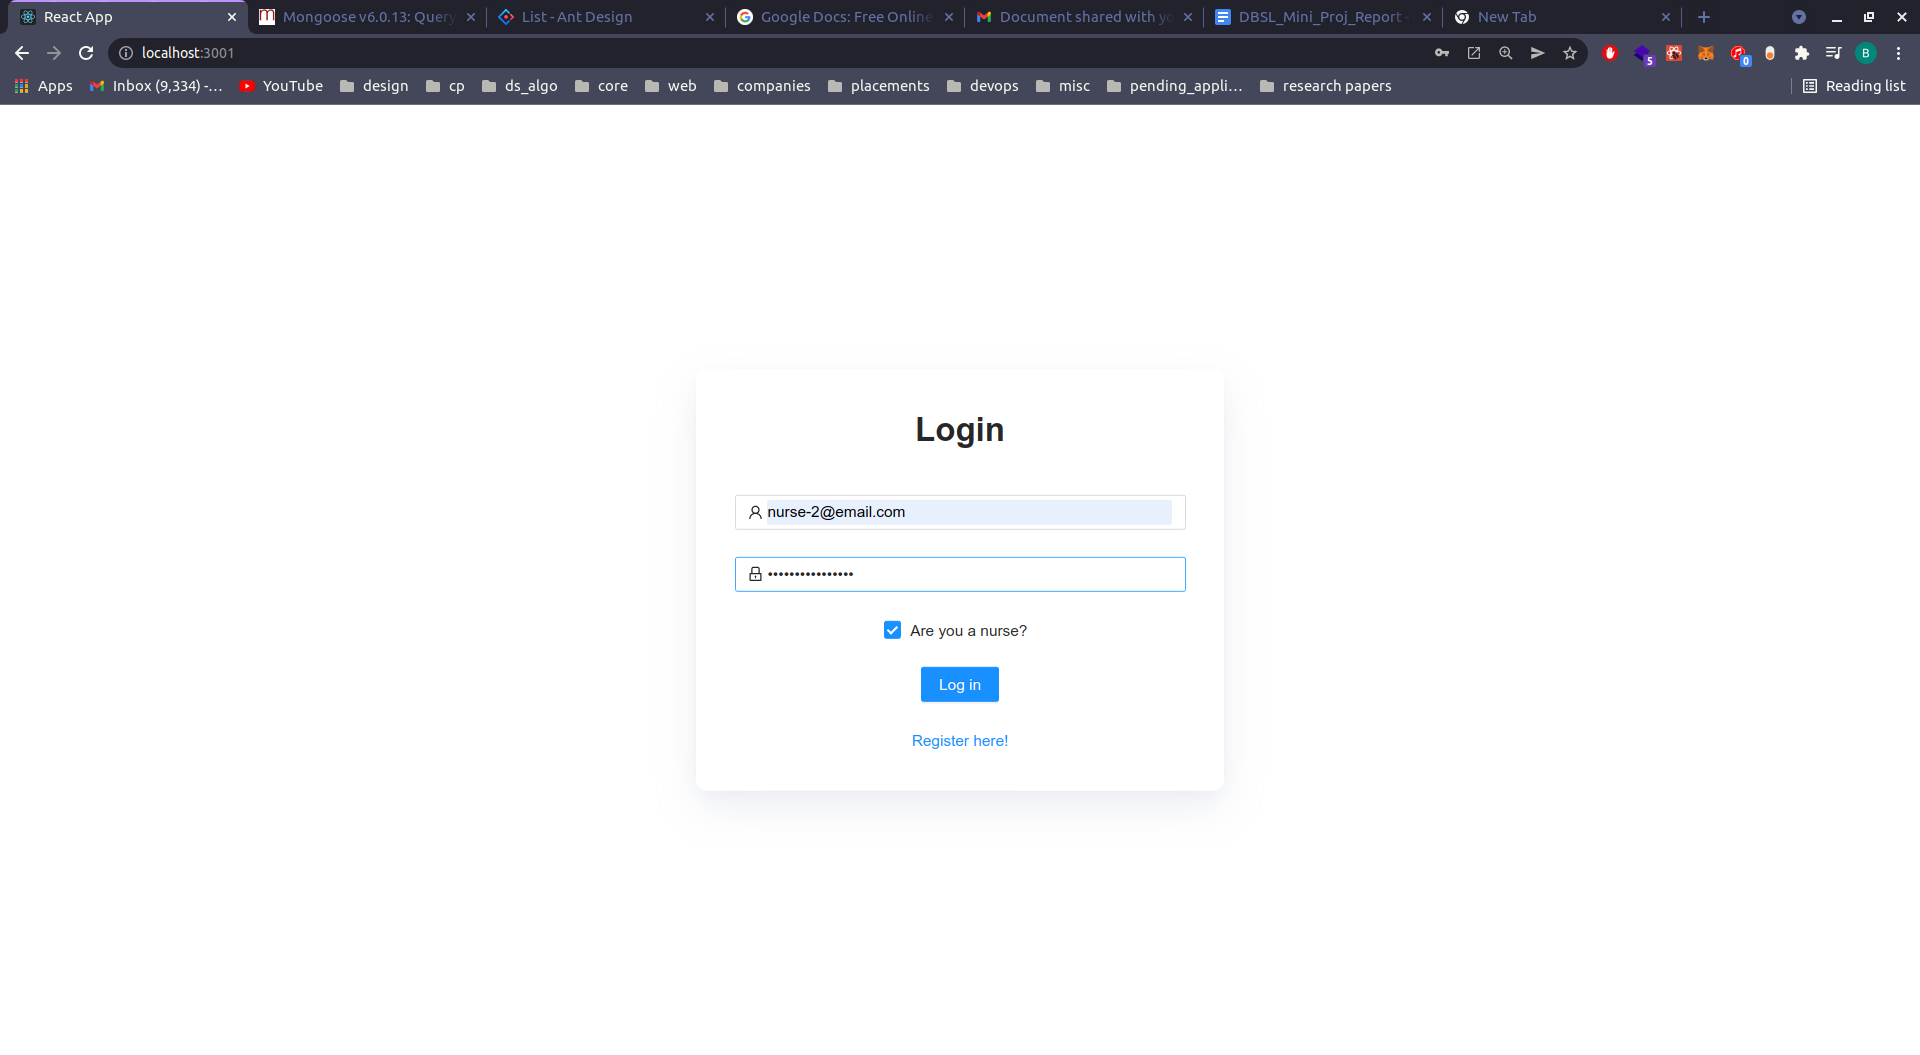 React App
Mongoose v6.0.13: Query
List - Ant Design
Google Docs: Free Online
Document shared with yo
DBSL_Mini_Proj_Report -
New Tab
localhost:3001
5
0
B
Apps
Inbox (9,334) -...
YouTube
design
cp
ds_algo
core
web
companies
placements
devops
misc
pending_appli...
research papers
Reading list
Login
nurse-2@email.com
••••••••••••••••
Are you a nurse?
Log in
Register here!